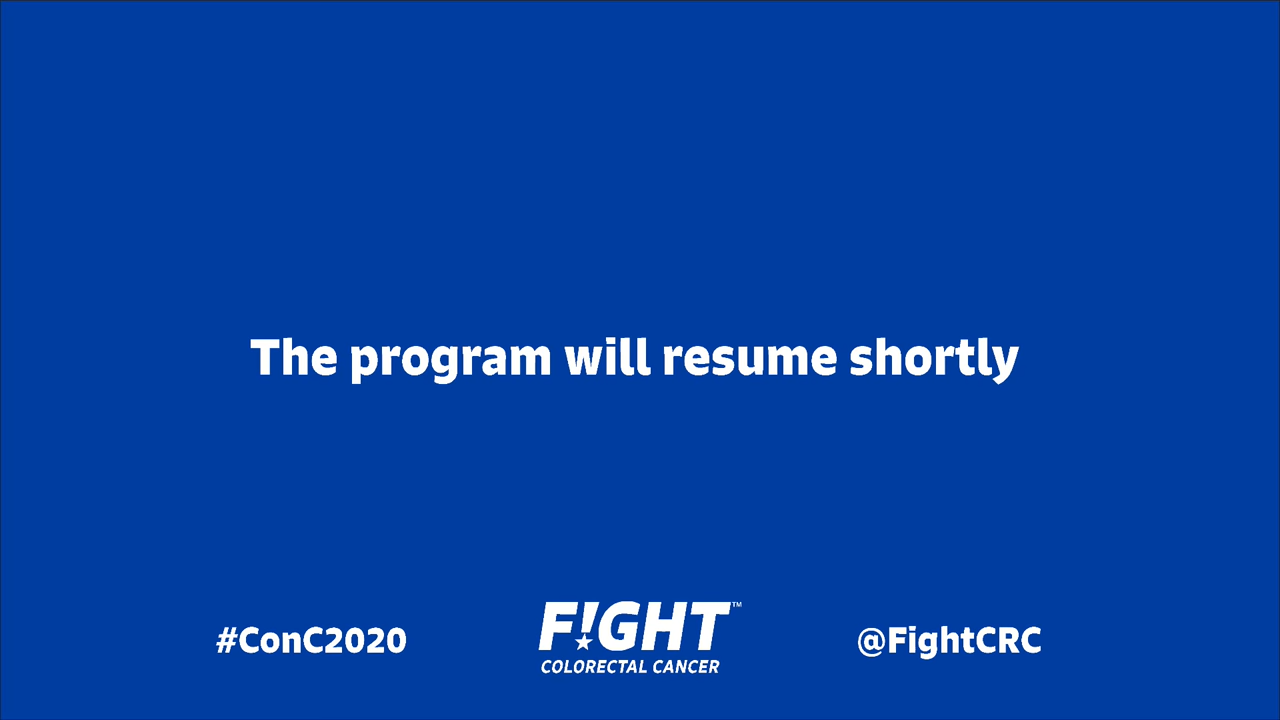 The program will resume shortly
#ConC2020
F!GHT™
COLORECTAL CANCER
@FightCRC